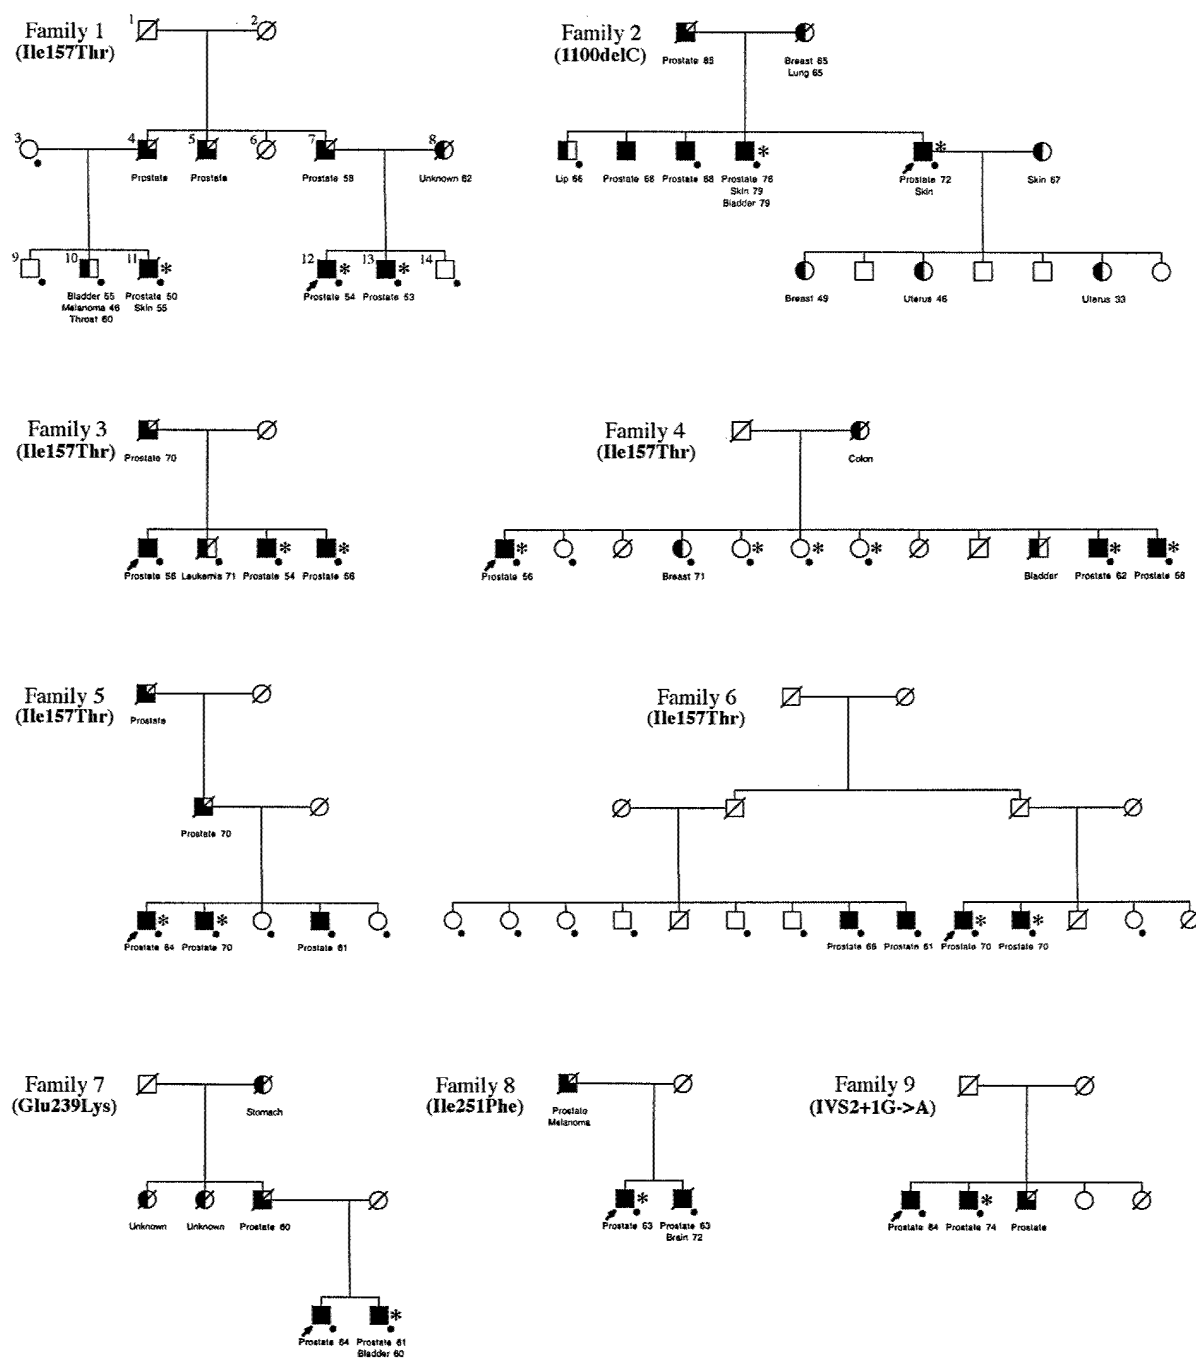 Family 1
(Ile157Thr)
1
2
3
4
5
6
7
8
Prostate
Prostate
Prostate 58
Unknown 62
9
10
11
12
13
14
*
*
*
Bladder 55
Melanoma 46
Throat 60
Prostate 50
Skin 55
Prostate 54
Prostate 53
Family 2
(1100delC)
Prostate 85
Breast 65
Lung 65
*
*
Lip 66
Prostate 68
Prostate 68
Prostate 76
Skin 79
Bladder 79
Prostate 72
Skin
Skin 67
Breast 49
Uterus 46
Uterus 33
Family 3
(Ile157Thr)
Prostate 70
*
*
Prostate 56
Leukemia 71
Prostate 54
Prostate 56
Family 4
(Ile157Thr)
Colon
*
*
*
*
*
*
Prostate 56
Breast 71
Bladder
Prostate 62
Prostate 58
Family 5
(Ile157Thr)
Prostate
Prostate 70
*
*
Prostate 64
Prostate 70
Prostate 61
Family 6
(Ile157Thr)
*
*
Prostate 68
Prostate 61
Prostate 70
Prostate 70
Family 7
(Glu239Lys)
Stomach
Unknown
Unknown
Prostate 60
*
Prostate 64
Prostate 61
Bladder 60
Family 8
(Ile251Phe)
Prostate
Melanoma
*
Prostate 63
Prostate 63
Brain 72
Family 9
(IVS2+1G->A)
*
Prostate 84
Prostate 74
Prostate